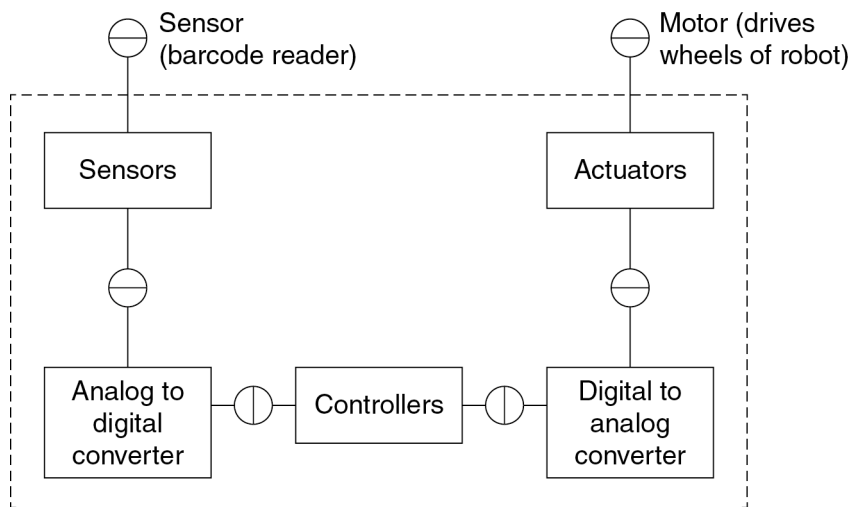 Sensor
(barcode reader)
Motor (drives
wheels of robot)
Sensors
Actuators
Analog to
digital
converter
Controllers
Digital to
analog
converter